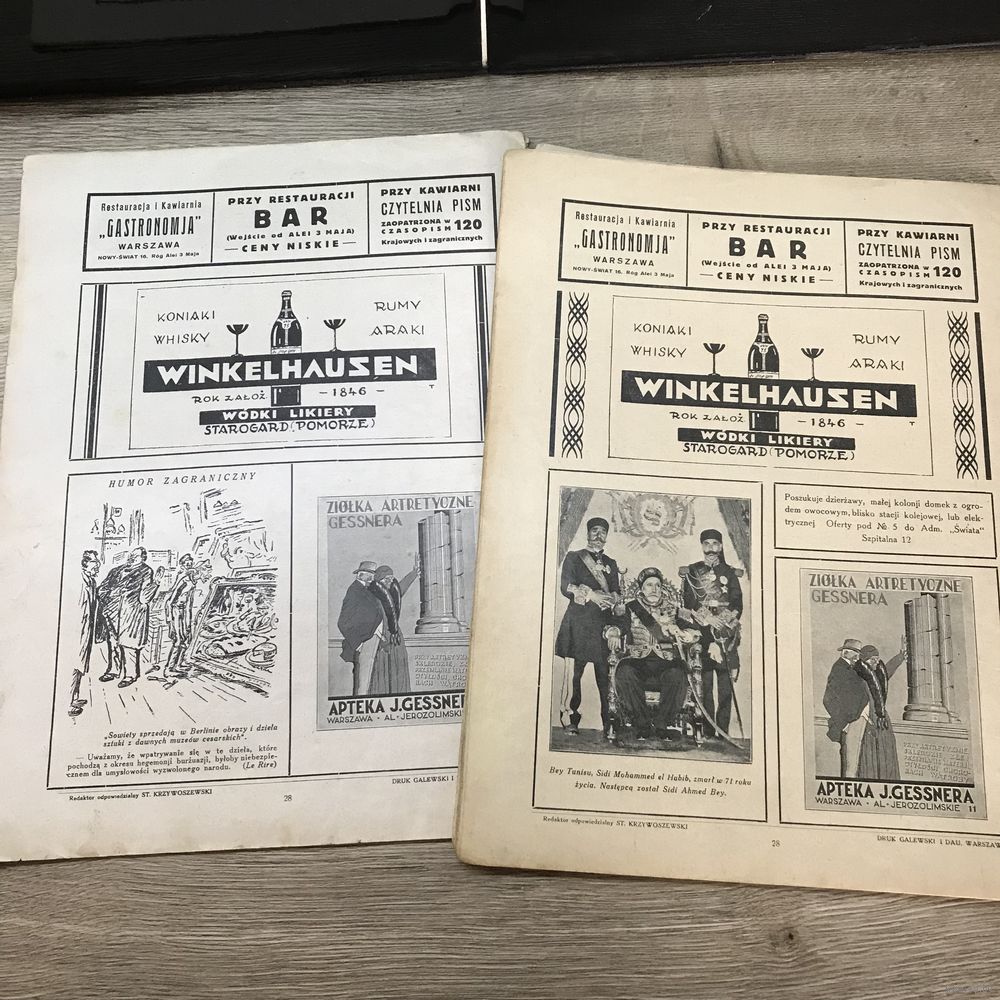 Restauracja i Kawiarnia
„GASTRONOMJA”
WARSZAWA
NOWY-ŚWIAT 16. Róg Alei 3 Maja
PRZY RESTAURACJI
BAR
(Wejście od ALEI 3 MAJA)
— CENY NISKIE —
PRZY KAWIARNI
CZYTELNIA PISM
ZAOPATRZONA W
CZASOPISM 120
Krajowych i zagranicznych
KONIAKI
WHISKY
RUMY
ARAKI
WINKELHAUSEN
ROK ZAŁOŻ. – 1846 –
WÓDKI LIKIERY
STAROGARD (POMORZE)
HUMOR ZAGRANICZNY
„Sowiety sprzedają w Berlinie obrazy i dzieła
sztuki z dawnych muzeów cesarskich”.
— Uważamy, że wpatrywanie się w te dzieła, które
pochodzą z okresu hegemonji burżuazji, byłoby niebezpie-
cznem dla umysłowości wyzwolonego narodu. (Le Rire)
ZIÓŁKA ARTRETYCZNE
GESSNERA
APTEKA J.GESSNER
WARSZAWA - AL - JEROZOLIMSKI
Redaktor odpowiedzialny ST. KRZYWOSZEWSKI
28
DRUK GALEWSKI I
Restauracja i Kawiarnia
„GASTRONOMJA”
WARSZAWA
NOWY-ŚWIAT 16. Róg Alei 3 Maja
PRZY RESTAURACJI
BAR
(Wejście od ALEI 3 MAJA)
— CENY NISKIE —
PRZY KAWIARNI
CZYTELNIA PISM
ZAOPATRZONA W
CZASOPISM 120
Krajowych i zagranicznych
KONIAKI
WHISKY
RUMY
ARAKI
WINKELHAUSEN
ROK ZAŁOŻ. – 1846 –
WÓDKI LIKIERY
STAROGARD (POMORZE)
Bey Tanisu, Sidi Mohammed el Habib, zmarł w 71 roku
życia. Następcą został Sidi Ahmed Bey.
Poszukuje dzierżawy, małej kolonji domek z ogro-
dem owocowym, blisko stacji kolejowej, lub elek-
trycznej Oferty pod № 5 do Adm. „Świata”
Szpitalna 12
ZIÓŁKA ARTRETYCZNE
GESSNERA
APTEKA J.GESSNERA
WARSZAWA - AL - JEROZOLIMSKIE 11
Redaktor odpowiedzialny ST. KRZYWOSZEWSKI
28
DRUK GALEWSKI I DAU, WARSZAW